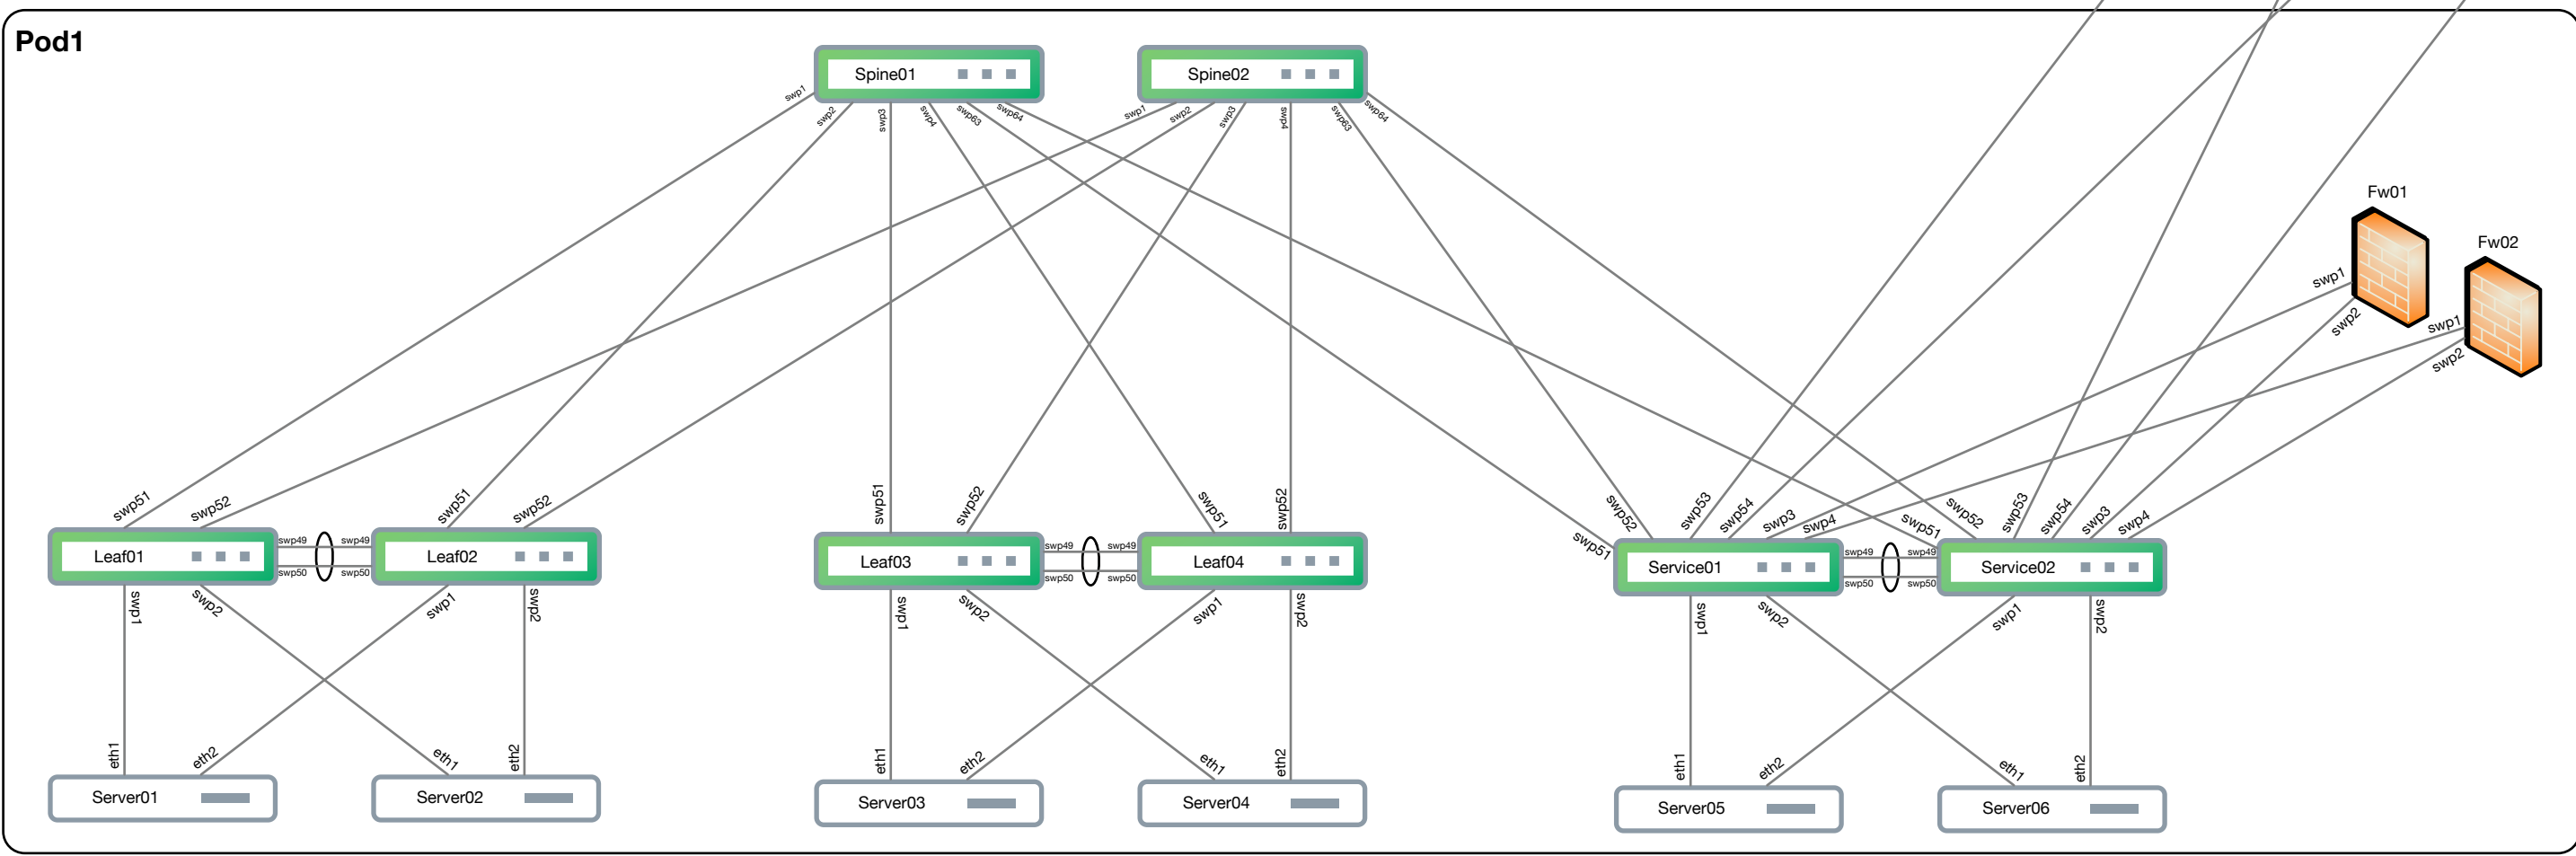 Pod1
Spine01
Spine02
swp1
swp2
swp3
swp4
swp63
swp64
swp1
swp2
swp3
swp4
swp63
swp64
Fw01
Fw02
swp1
swp2
swp1
swp2
swp51
swp52
swp51
swp52
swp51
swp52
swp51
swp52
swp51
swp52
swp53
swp54
swp3
swp4
swp51
swp52
swp53
swp54
swp3
swp4
Leaf01
swp49
swp49
swp50
swp50
Leaf02
Leaf03
swp49
swp49
swp50
swp50
Leaf04
Service01
swp49
swp49
swp50
swp50
Service02
swp1
swp2
swp1
swp2
swp1
swp2
swp1
swp2
swp1
swp2
swp1
swp2
eth1
eth2
eth1
eth2
eth1
eth2
eth1
eth2
eth1
eth2
eth1
eth2
Server01
Server02
Server03
Server04
Server05
Server06